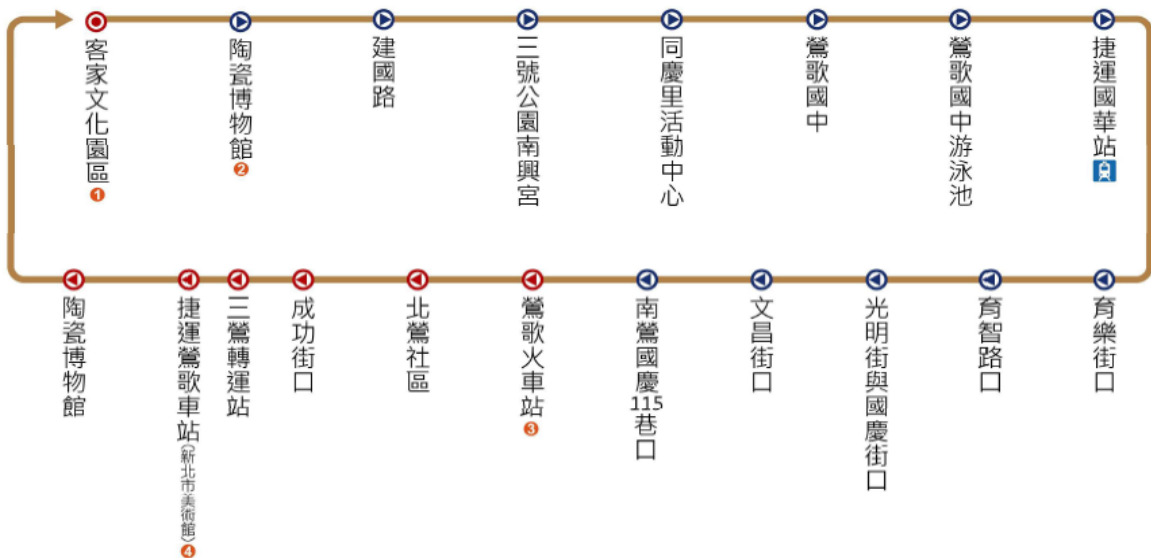 客家文化園區1
陶瓷博物館2
建國路
三號公園南興宮
同慶里活動中心
鶯歌國中
鶯歌國中游泳池
捷運國華站
育樂街口
育智路口
光明街與國慶街口
文昌街口
南鶯國慶115巷口
鶯歌火車站3
北鶯社區
成功街口
三鶯轉運站
捷運鶯歌車站(新北市美術館)4
陶瓷博物館